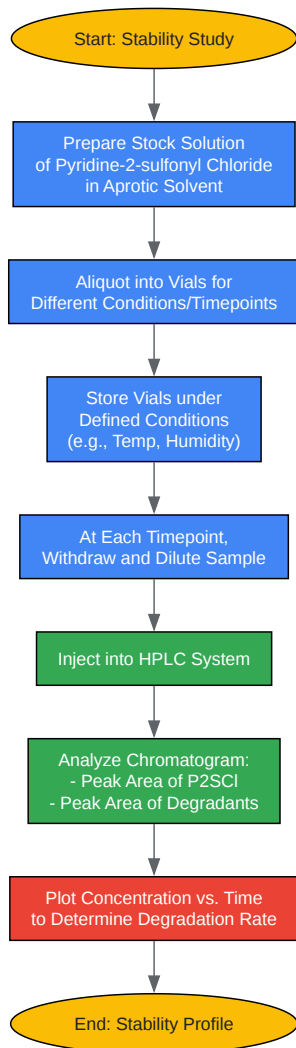 Start: Stability Study
Prepare Stock Solution
of Pyridine-2-sulfonyl Chloride
in Aprotic Solvent
Aliquot into Vials for
Different Conditions/Timepoints
Store Vials under
Defined Conditions
(e.g., Temp, Humidity)
At Each Timepoint,
Withdraw and Dilute Sample
Inject into HPLC System
Analyze Chromatogram:
- Peak Area of P2SCl
- Peak Area of Degradants
Plot Concentration vs. Time
to Determine Degradation Rate
End: Stability Profile